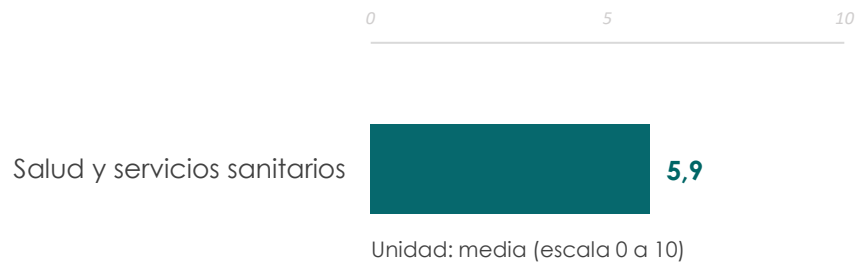 0 5 10
Salud y servicios sanitarios 5,9
Unidad: media (escala 0 a 10)